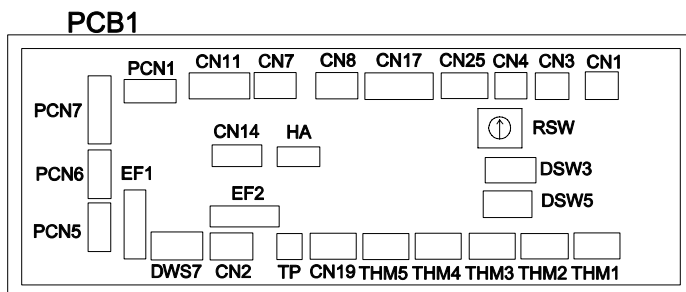 PCB1
PCN1 CN11 CN7 CN8 CN17 CN25 CN4 CN3 CN1
PCN7
CN14 HA RSW
PCN6 EF1 DSW3
EF2 DSW5
PCN5
DWS7 CN2 TP CN19 THM5 THM4 THM3 THM2 THM1